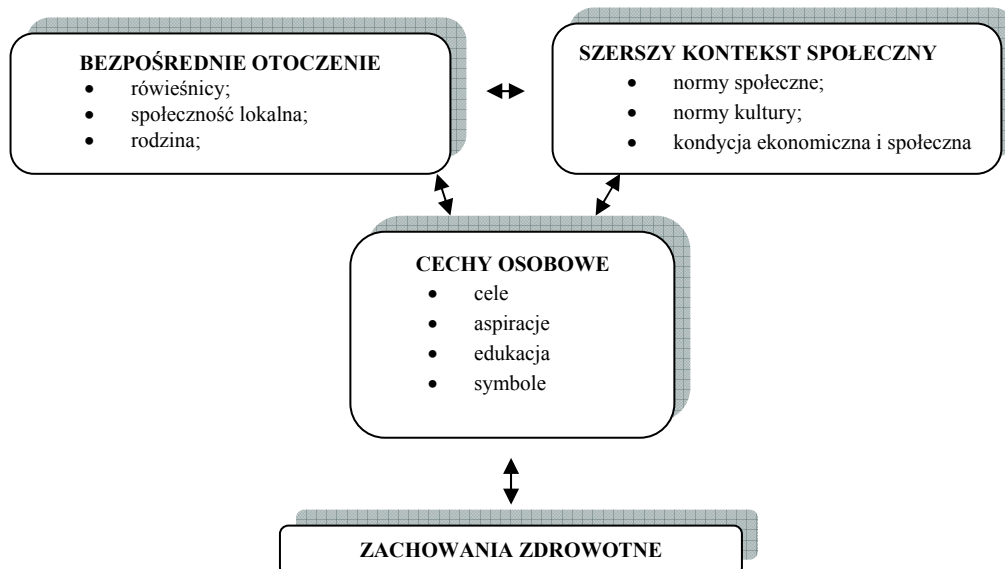 BEZPOŚREDNIE OTOCZENIE
• rówieśnicy;
• społeczność lokalna;
• rodzina;
SZERSZY KONTEKST SPOŁECZNY
• normy społeczne;
• normy kultury;
• kondycja ekonomiczna i społeczna
CECHY OSOBOWE
• cele
• aspiracje
• edukacja
• symbole
ZACHOWANIA ZDROWOTNE